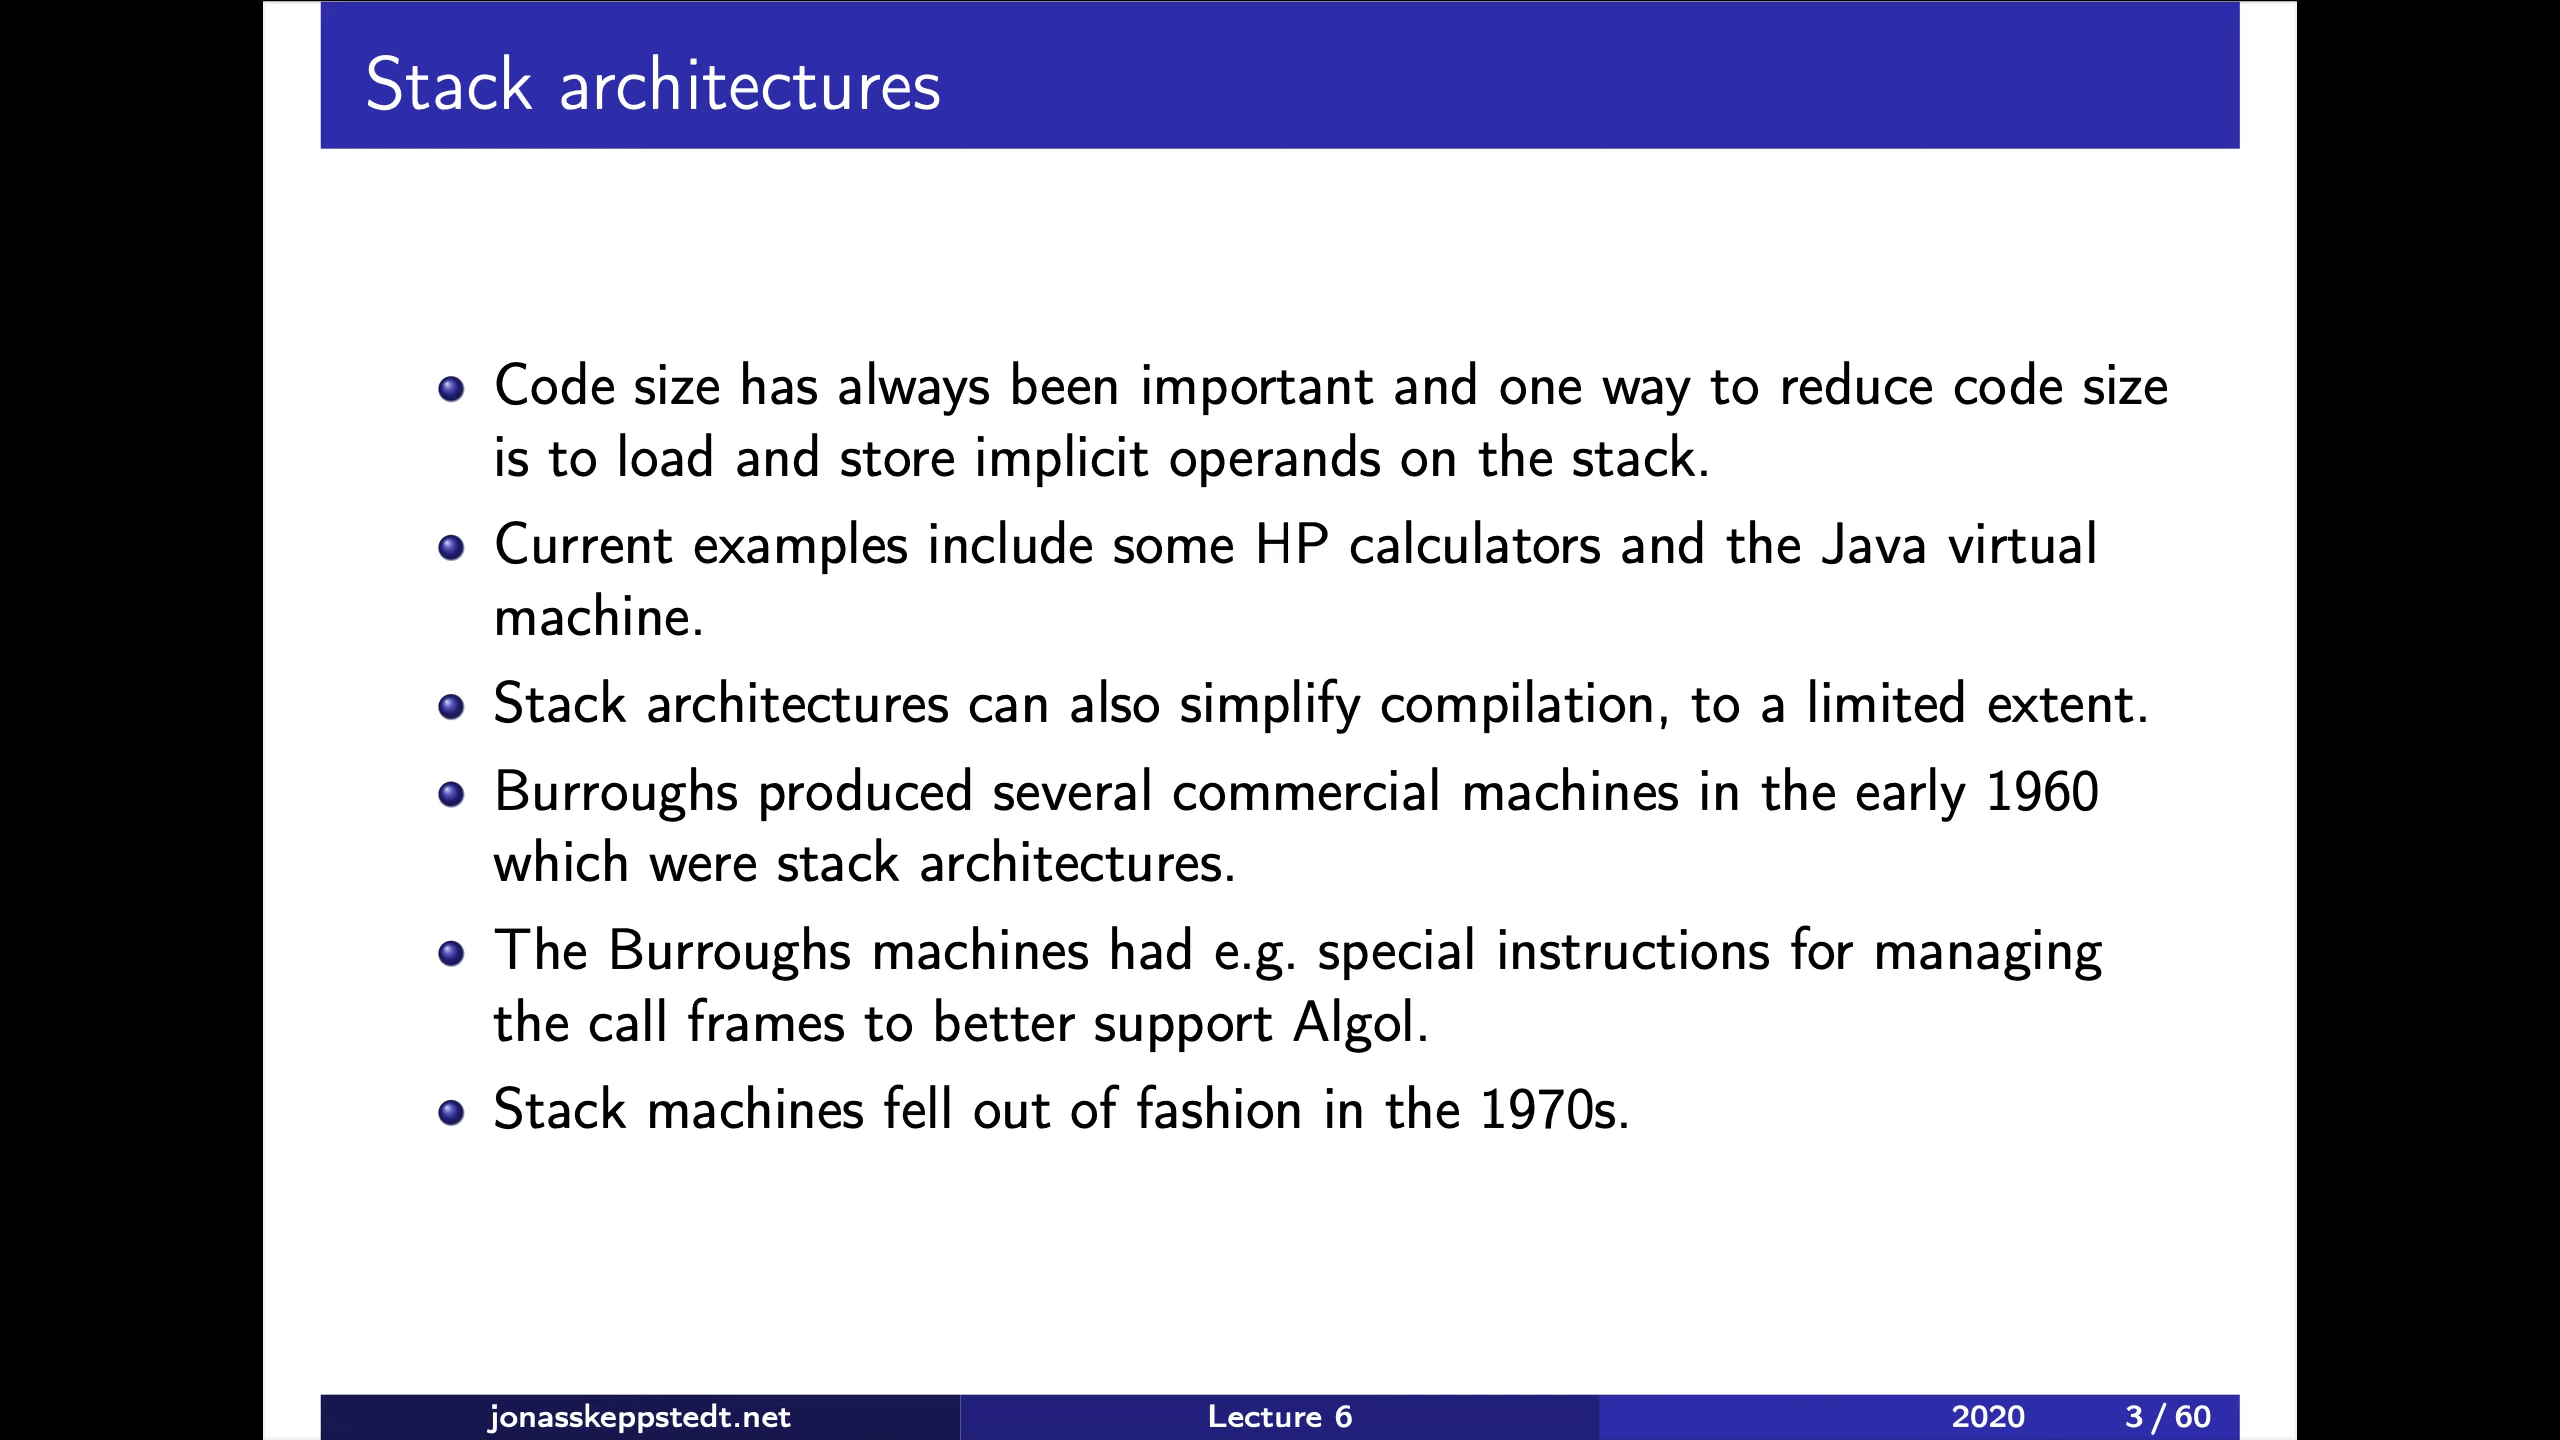 Stack architectures
Code size has always been important and one way to reduce code size
is to load and store implicit operands on the stack.
Current examples include some HP calculators and the Java virtual
machine.
Stack architectures can also simplify compilation, to a limited extent.
Burroughs produced several commercial machines in the early 1960
which were stack architectures.
The Burroughs machines had e.g. special instructions for managing
the call frames to better support Algol.
Stack machines fell out of fashion in the 1970s.
jonasskeppstedt.net Lecture 6 2020 3 / 60